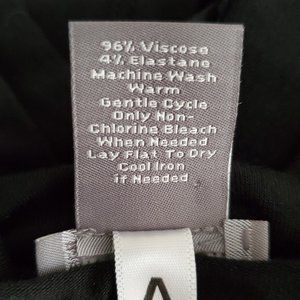 96% Viscose
4% Elastane
Machine Wash
Warm
Gentle Cycle
Only Non-
Chlorine Bleach
When Needed
Lay Flat To Dry
Cool Iron
if Needed